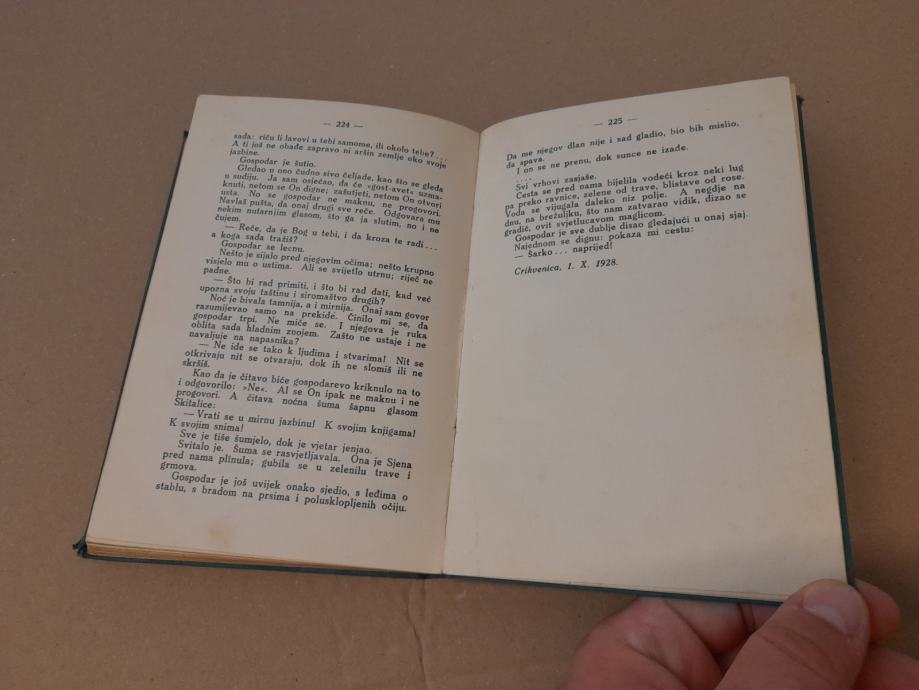 — 224 —
sada: riču li lavovi u tebi samome, ili okolo tebe? . . .
A ti još ne obađe zapravo ni aršin zemlje oko svoje
jazbine.
Gospodar je šutio.
Gledao u ono čudno sivo čeljade, kao što se gleda
u sudiju. Ja sam osjećao, da će »gost-avet« uzma-
knuti, netom se On digne; zašutjeti, netom On otvori
usta. No se gospodar ne maknu, ne progovori.
Navlaš pušta, da onaj drugi sve reče. Odgovara mu
nekim nutarnjim glasom, što ga ja slutim, no i ne
čujem.
— Reče, da je Bog u tebi, i da kroza te radi . . .
a koga sada tražiš?
Gospodar se lecnu.
Nešto je sijalo pred njegovim očima; nešto krupno
visjelo mu o ustima. Ali se svijetlo utrnu; riječ ne
padne.
— Što bi rad primiti, i što bi rad dati, kad već
uporna svoju taštinu i siromaštvo drugih?
Noć je bivala tamnija, a i mirnija. Onaj sam govor
razumijevao samo na prekide. Činilo mi se, da
gospodar trpi. Ne miče se. I njegova je ruka
oblita sada hladnim znojem. Zašto ne ustaje i ne
navaljuje na napasnika?
— Ne ide se tako k ljudima i stvarima! Nit se
otkrivaju nit se otvaraju, dok ih ne slomiš ili ne
skršiš.
Kao da je čitavo biće gospodarevo kriknulo na to
i odgovorilo: »Ne«. Al se On ipak ne maknu i ne
progovori. A čitava noćna šuma šapnu glasom
Skitalice:
— Vrati se u mirnu jazbinu! K svojim knjigama!
K svojim snima!
Sve je tiše šumjelo, dok je vjetar jenjao.
Svitalo je. Šuma se rasvjetljavala. Ona je Sjena
pred nama plinula; gubila se u zelenilu trave i
grmova.
Gospodar je još uvijek onako sjedio, s leđima o
stablu, s bradom na prsima i polusklopljenih očiju.
— 225 —
Da me njegov dlan nije i sad gladio, bio bih mislio,
da spava.
I on se ne prenu, dok sunce ne izađe.
. . . .
Svi vrhovi zasjaše.
Cesta se pred nama bijelila vodeći kroz neki lug
pa preko ravnice, zelene od trave, blistave od rose.
Voda se vijugala daleko niz polje. A negdje na
dnu, na brežuljku, što nam zatvarao vidik, dizao se
gradić, ovit svjetlucavom maglicom.
Gospodar je sve dublje disao gledajući u onaj sjaj.
Najednom se dignu: pokaza mi cestu:
— Šarko . . . naprijed!
Crikvenica, 1. X. 1928.